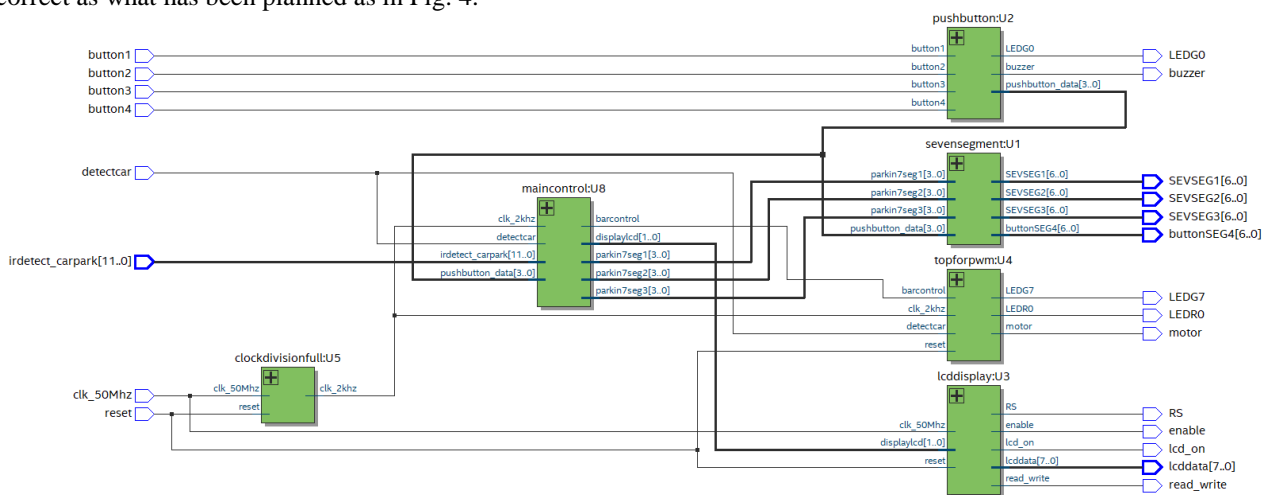 correct as what has been planned as in Fig. 4.
pushbutton:U2
button1
button2
button3
button4
button1
button2
button3
button4
LEDG0
buzzer
pushbutton_data[3..0]
LEDG0
buzzer
sevensegment:U1
parkin7seg1[3..0]
parkin7seg2[3..0]
parkin7seg3[3..0]
pushbutton_data[3..0]
SEVSEG1[6..0]
SEVSEG2[6..0]
SEVSEG3[6..0]
buttonSEG4[6..0]
SEVSEG1[6..0]
SEVSEG2[6..0]
SEVSEG3[6..0]
buttonSEG4[6..0]
detectcar
irdetect_carpark[11..0]
maincontrol:U8
clk_2khz
detectcar
irdetect_carpark[11..0]
pushbutton_data[3..0]
barcontrol
displaylcd[1..0]
parkin7seg1[3..0]
parkin7seg2[3..0]
parkin7seg3[3..0]
topforpwm:U4
barcontrol
clk_2khz
detectcar
reset
LEDG7
LEDR0
motor
LEDG7
LEDR0
motor
clockdivisionfull:U5
clk_50Mhz
reset
clk_50Mhz
reset
clk_2khz
lcddisplay:U3
clk_50Mhz
displaylcd[1..0]
reset
RS
enable
lcd_on
lcddata[7..0]
read_write
RS
enable
lcd_on
lcddata[7..0]
read_write